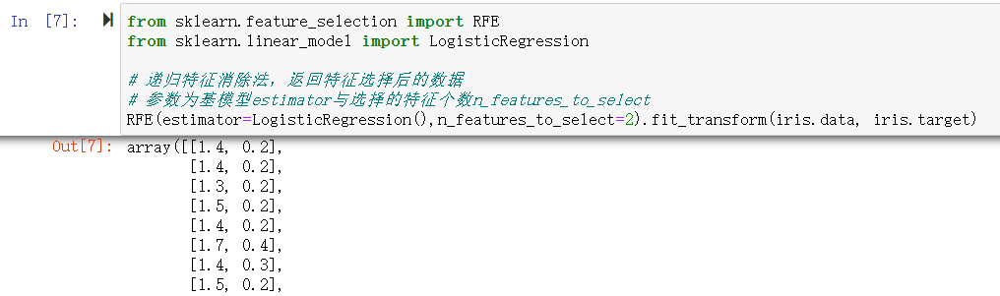 In [7]: from sklearn.feature_selection import RFE
from sklearn.linear_model import LogisticRegression
# 递归特征消除法，返回特征选择后的数据
# 参数为基模型estimator与选择的特征个数n_features_to_select
RFE(estimator=LogisticRegression(),n_features_to_select=2).fit_transform(iris.data, iris.target)
Out[7]: array([[1.4, 0.2],
[1.4, 0.2],
[1.3, 0.2],
[1.5, 0.2],
[1.4, 0.2],
[1.7, 0.4],
[1.4, 0.3],
[1.5, 0.2],